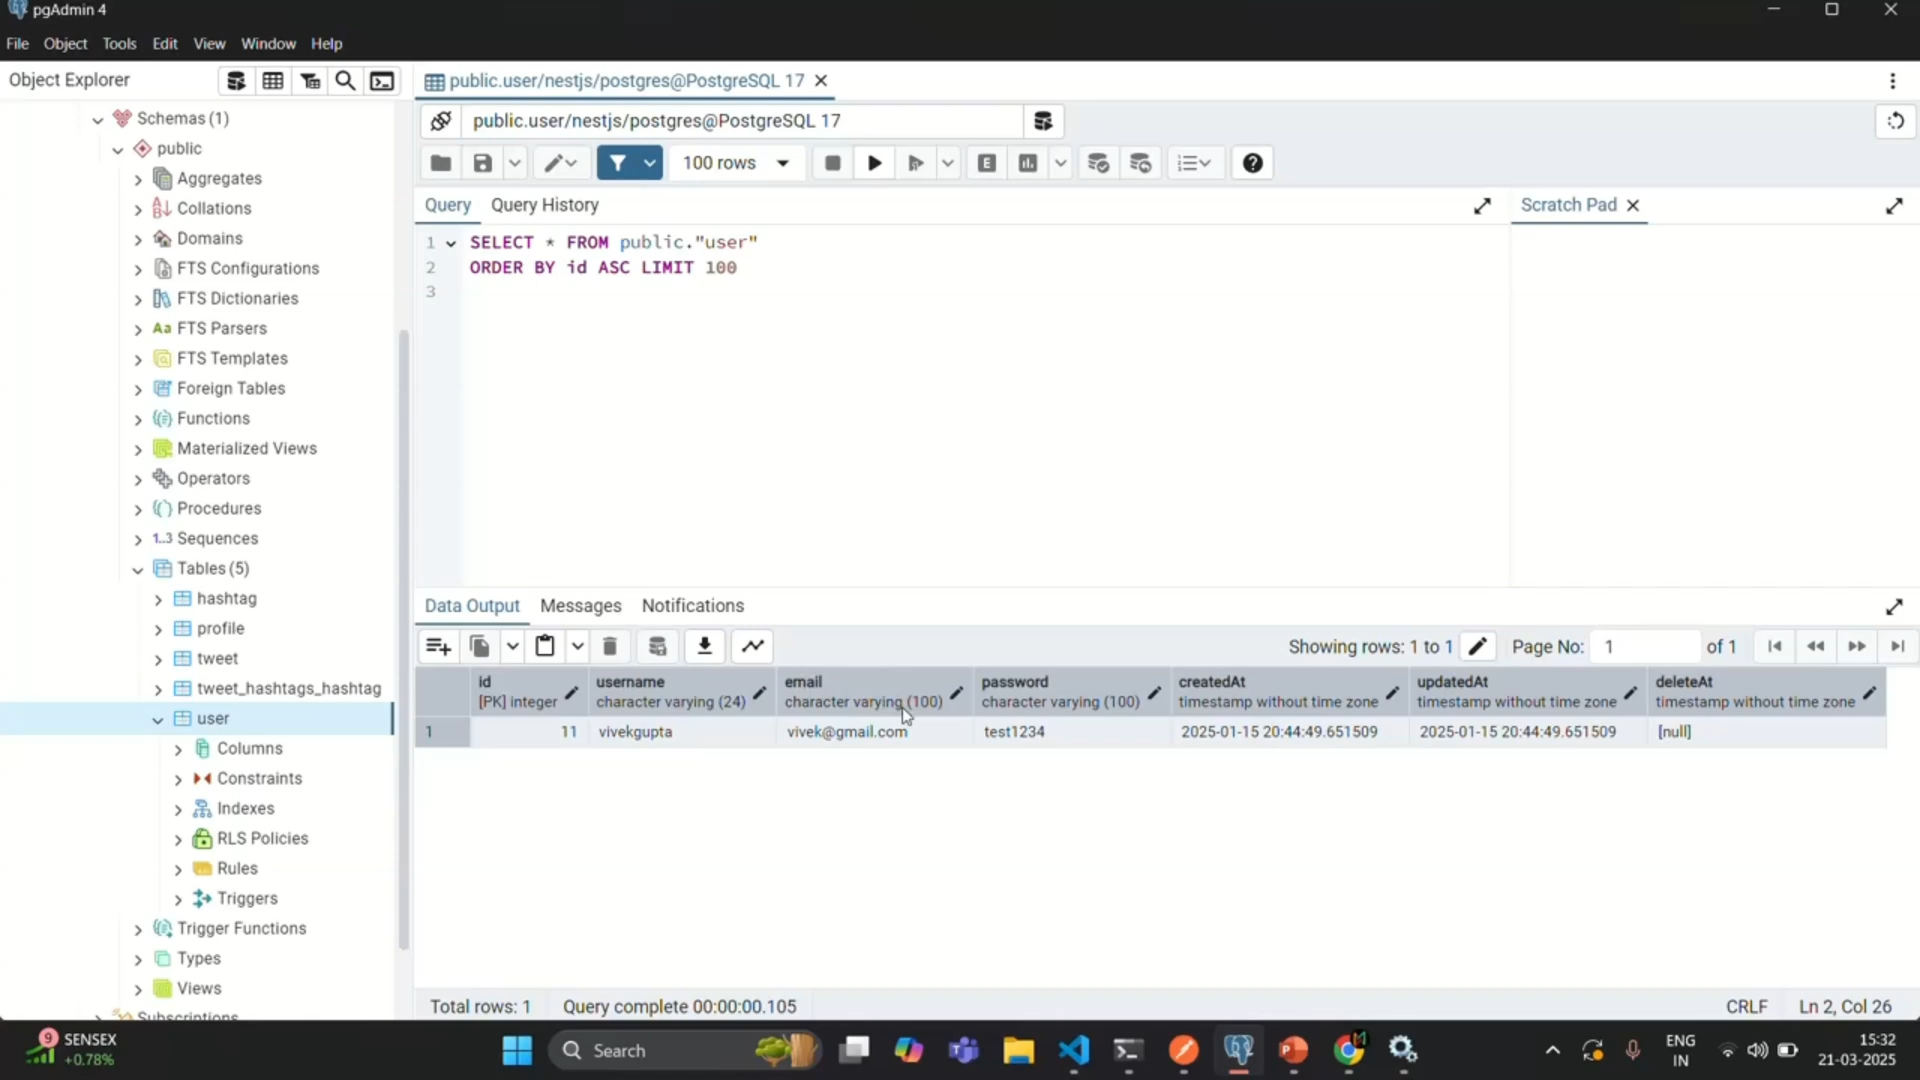 pgAdmin 4
File Object Tools Edit View Window Help
Object Explorer
public.user/nestjs/postgres@PostgreSQL 17
public.user/nestjs/postgres@PostgreSQL 17
100 rows
Query Query History
Scratch Pad
1 SELECT * FROM public."user"
2 ORDER BY id ASC LIMIT 100
3
Schemas (1)
public
Aggregates
Collations
Domains
FTS Configurations
FTS Dictionaries
FTS Parsers
FTS Templates
Foreign Tables
Functions
Materialized Views
Operators
Procedures
Sequences
Tables (5)
hashtag
profile
tweet
tweet_hashtags_hashtag
user
Columns
Constraints
Indexes
RLS Policies
Rules
Triggers
Trigger Functions
Types
Views
Subscriptions
Data Output Messages Notifications
Showing rows: 1 to 1 Page No: 1 of 1
id username email password createdAt updatedAt deleteAt
[PK] integer character varying (24) character varying (100) character varying (100) timestamp without time zone timestamp without time zone timestamp without time zone
1 11 vivekgupta vivek@gmail.com test1234 2025-01-15 20:44:49.651509 2025-01-15 20:44:49.651509 [null]
Total rows: 1 Query complete 00:00:00.105 CRLF Ln 2, Col 26
9 SENSEX
+0.78%
Search
ENG
IN
15:32
21-03-2025